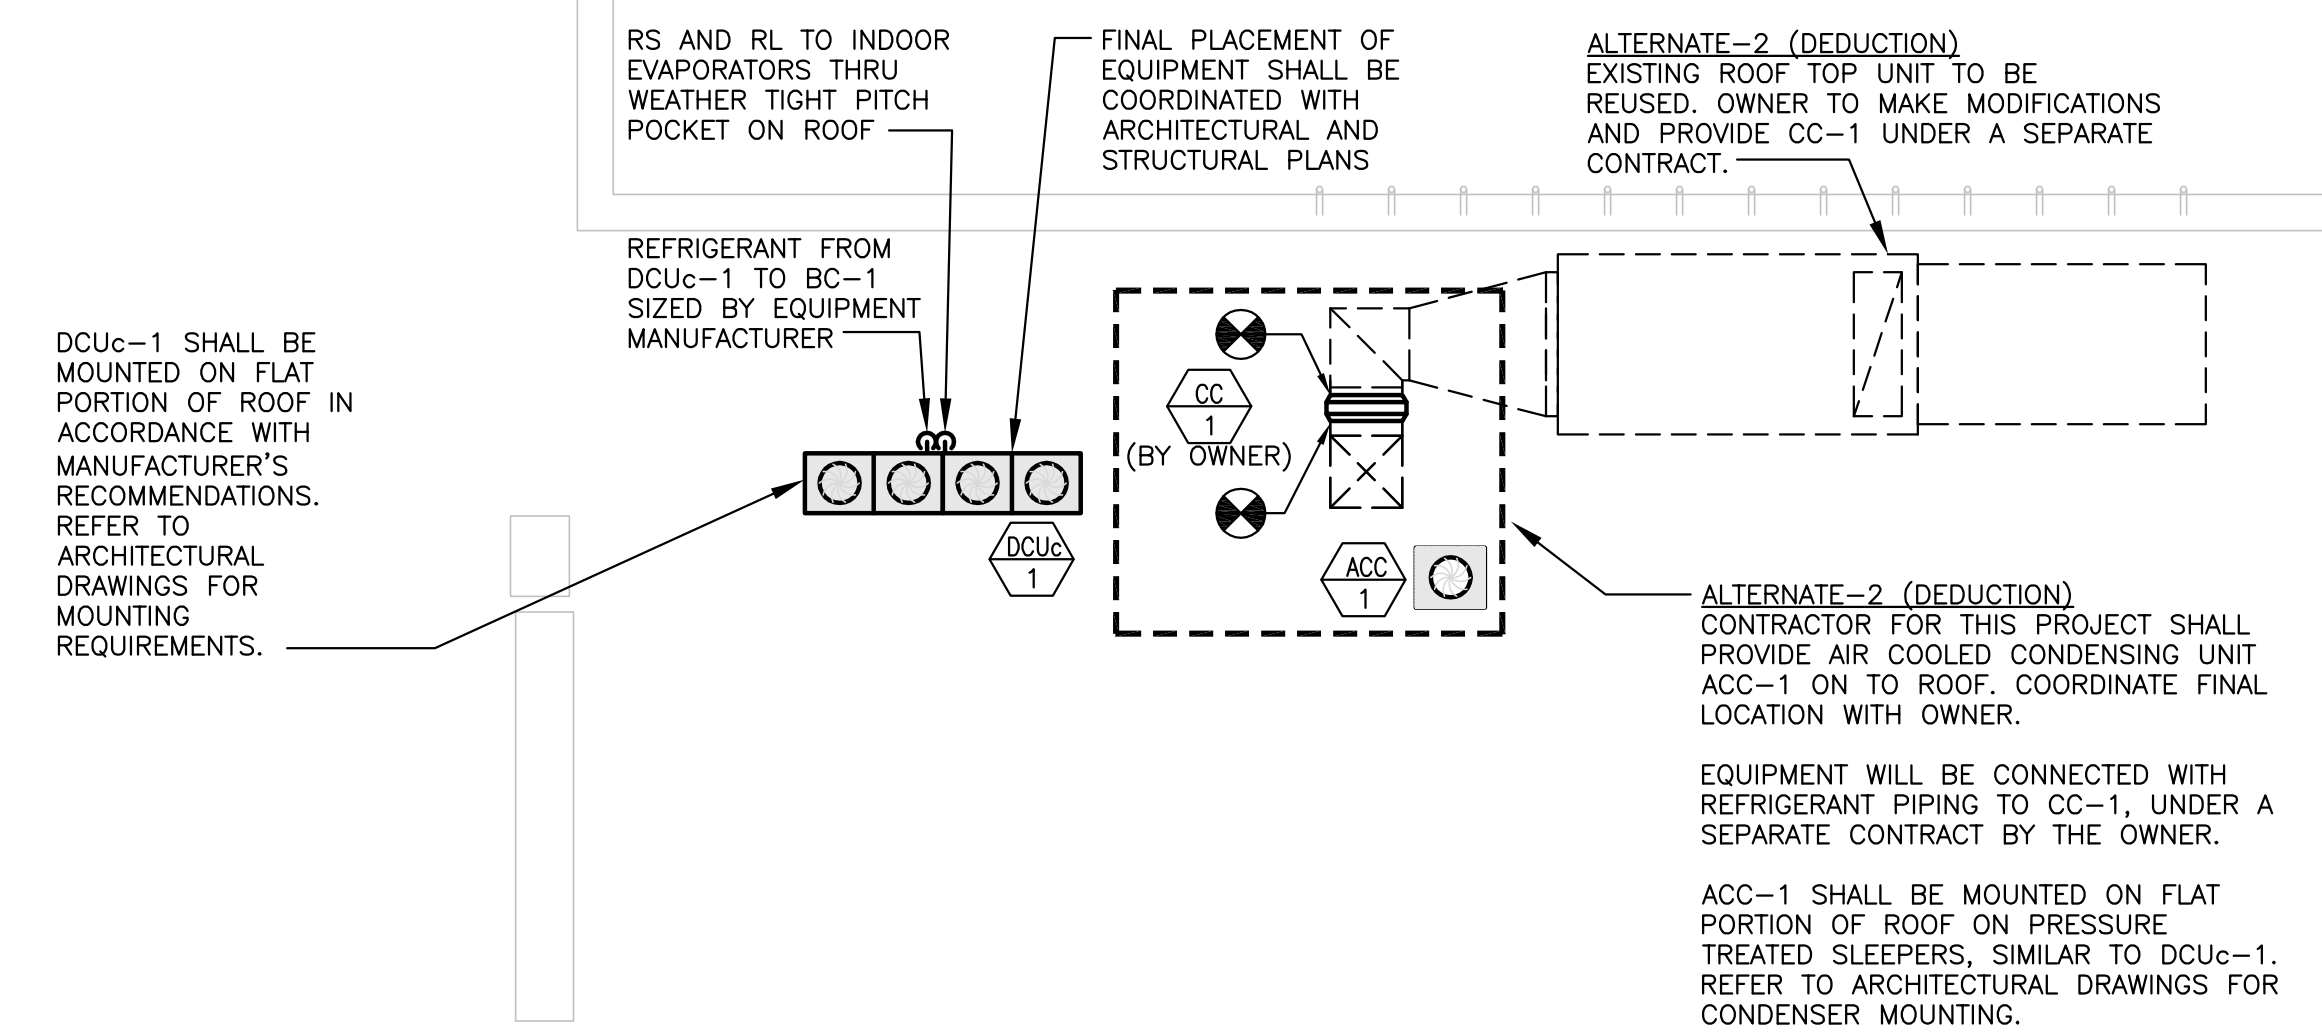 RS AND RL TO INDOOR
EVAPORATORS THRU
WEATHER TIGHT PITCH
POCKET ON ROOF
FINAL PLACEMENT OF
EQUIPMENT SHALL BE
COORDINATED WITH
ARCHITECTURAL AND
STRUCTURAL PLANS
ALTERNATE-2 (DEDUCTION)
EXISTING ROOF TOP UNIT TO BE
REUSED. OWNER TO MAKE MODIFICATIONS
AND PROVIDE CC-1 UNDER A SEPARATE
CONTRACT.
REFRIGERANT FROM
DCUc-1 TO BC-1
SIZED BY EQUIPMENT
MANUFACTURER
DCUc-1 SHALL BE
MOUNTED ON FLAT
PORTION OF ROOF IN
ACCORDANCE WITH
MANUFACTURER'S
RECOMMENDATIONS.
REFER TO
ARCHITECTURAL
DRAWINGS FOR
MOUNTING
REQUIREMENTS.
CC
1
(BY OWNER)
DCUc
1
ACC
1
ALTERNATE-2 (DEDUCTION)
CONTRACTOR FOR THIS PROJECT SHALL
PROVIDE AIR COOLED CONDENSING UNIT
ACC-1 ON TO ROOF. COORDINATE FINAL
LOCATION WITH OWNER.
EQUIPMENT WILL BE CONNECTED WITH
REFRIGERANT PIPING TO CC-1, UNDER A
SEPARATE CONTRACT BY THE OWNER.
ACC-1 SHALL BE MOUNTED ON FLAT
PORTION OF ROOF ON PRESSURE
TREATED SLEEPERS, SIMILAR TO DCUc-1.
REFER TO ARCHITECTURAL DRAWINGS FOR
CONDENSER MOUNTING.